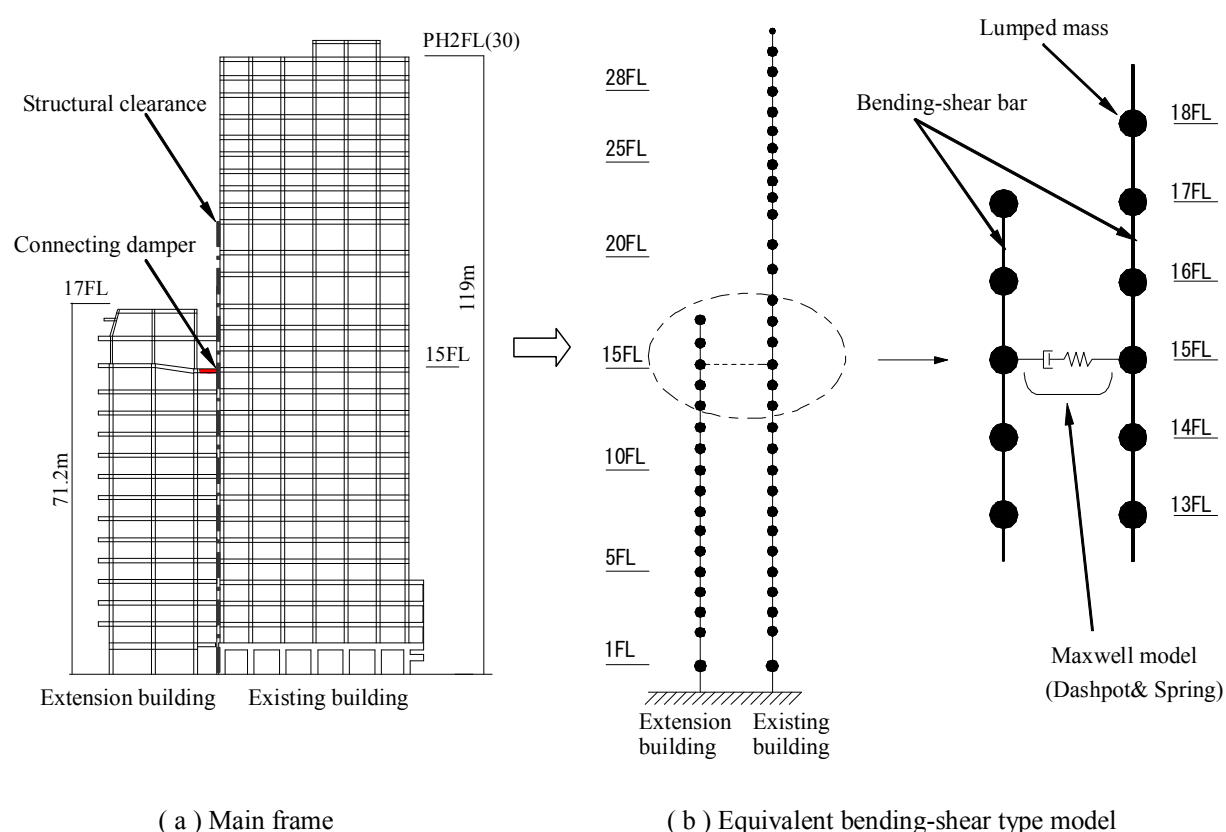 PH2FL(30)
Structural clearance
Connecting damper
17FL
15FL
119m
71.2m
Extension building
Existing building
( a ) Main frame
28FL
25FL
20FL
15FL
10FL
5FL
1FL
Extension
building
Existing
building
Lumped mass
Bending-shear bar
18FL
17FL
16FL
15FL
14FL
13FL
Maxwell model
(Dashpot& Spring)
( b ) Equivalent bending-shear type model